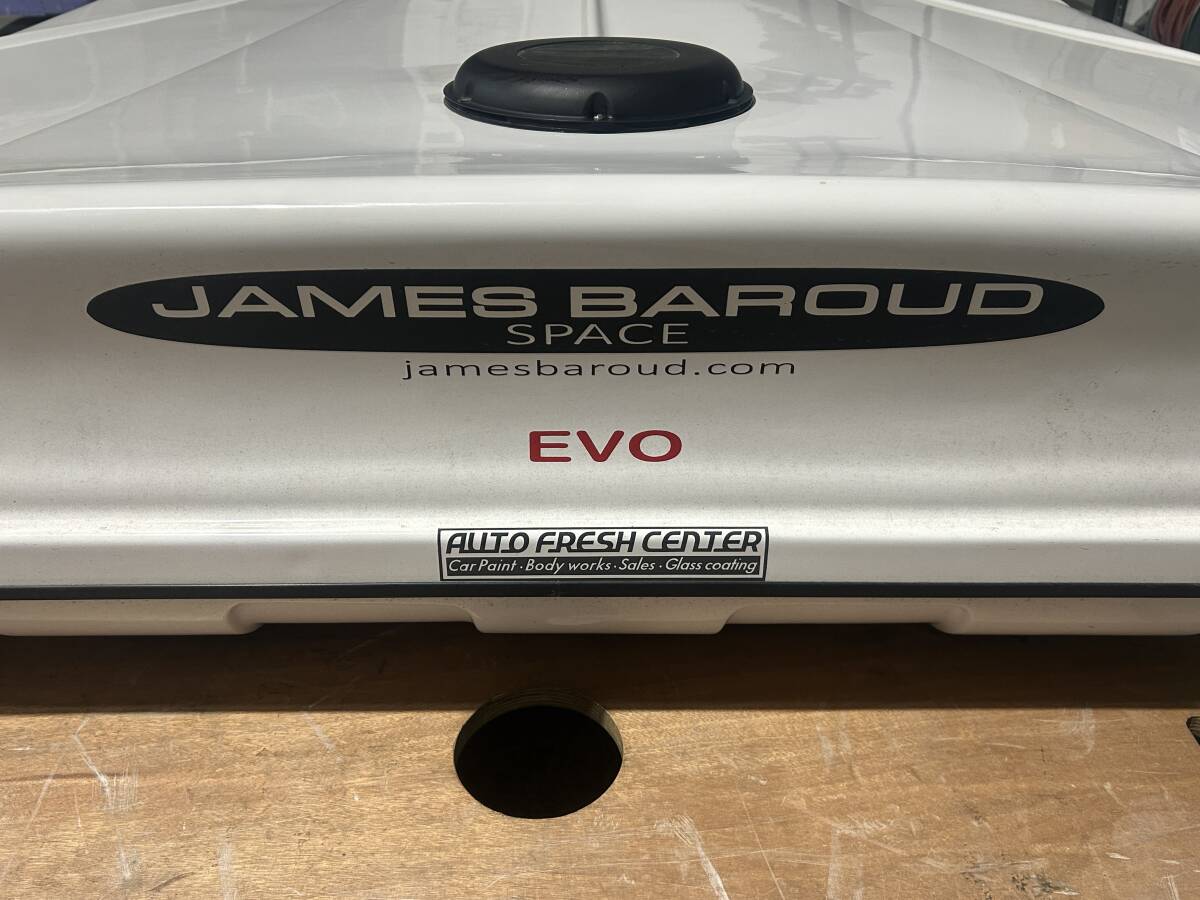 JAMES BAROUD
SPACE
jamesbaroud.com
EVO
AUTO FRESH CENTER
Car Paint · Body works · Sales · Glass coating